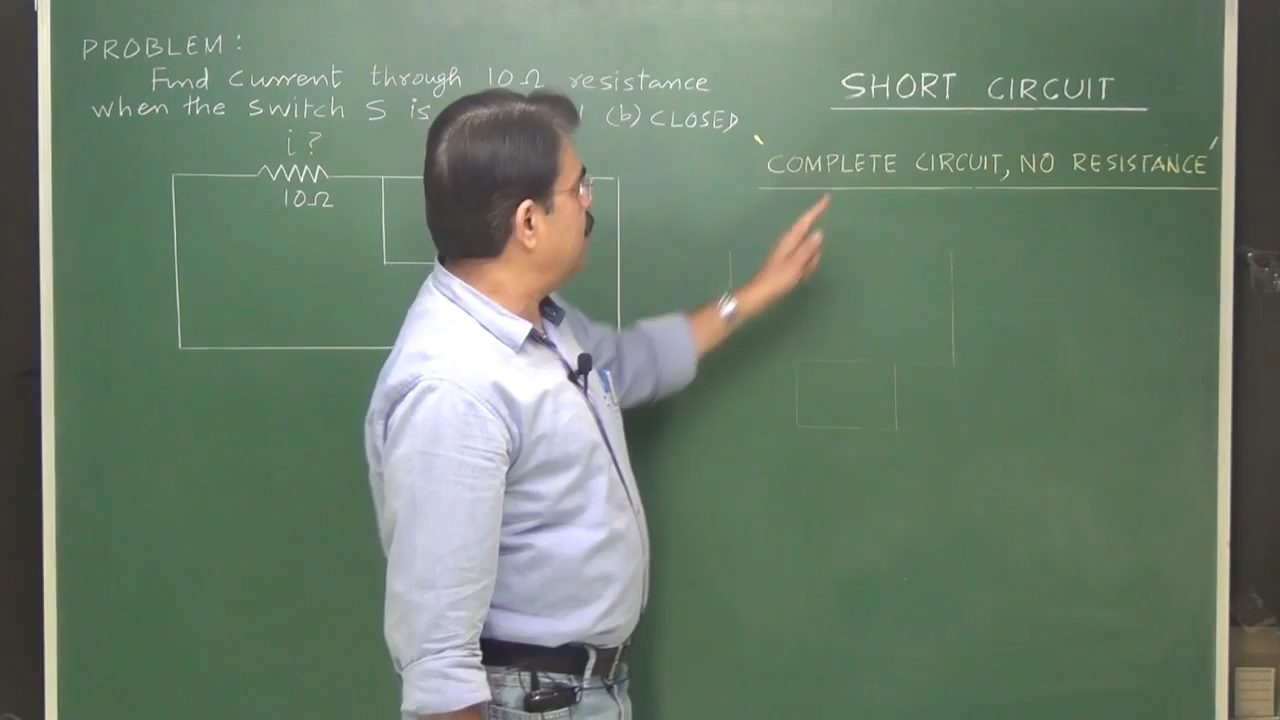 PROBLEM:
Find current through 10Ω resistance
when the switch S is (b) CLOSED
i ?
10Ω
SHORT CIRCUIT
'COMPLETE CIRCUIT, NO RESISTANCE'